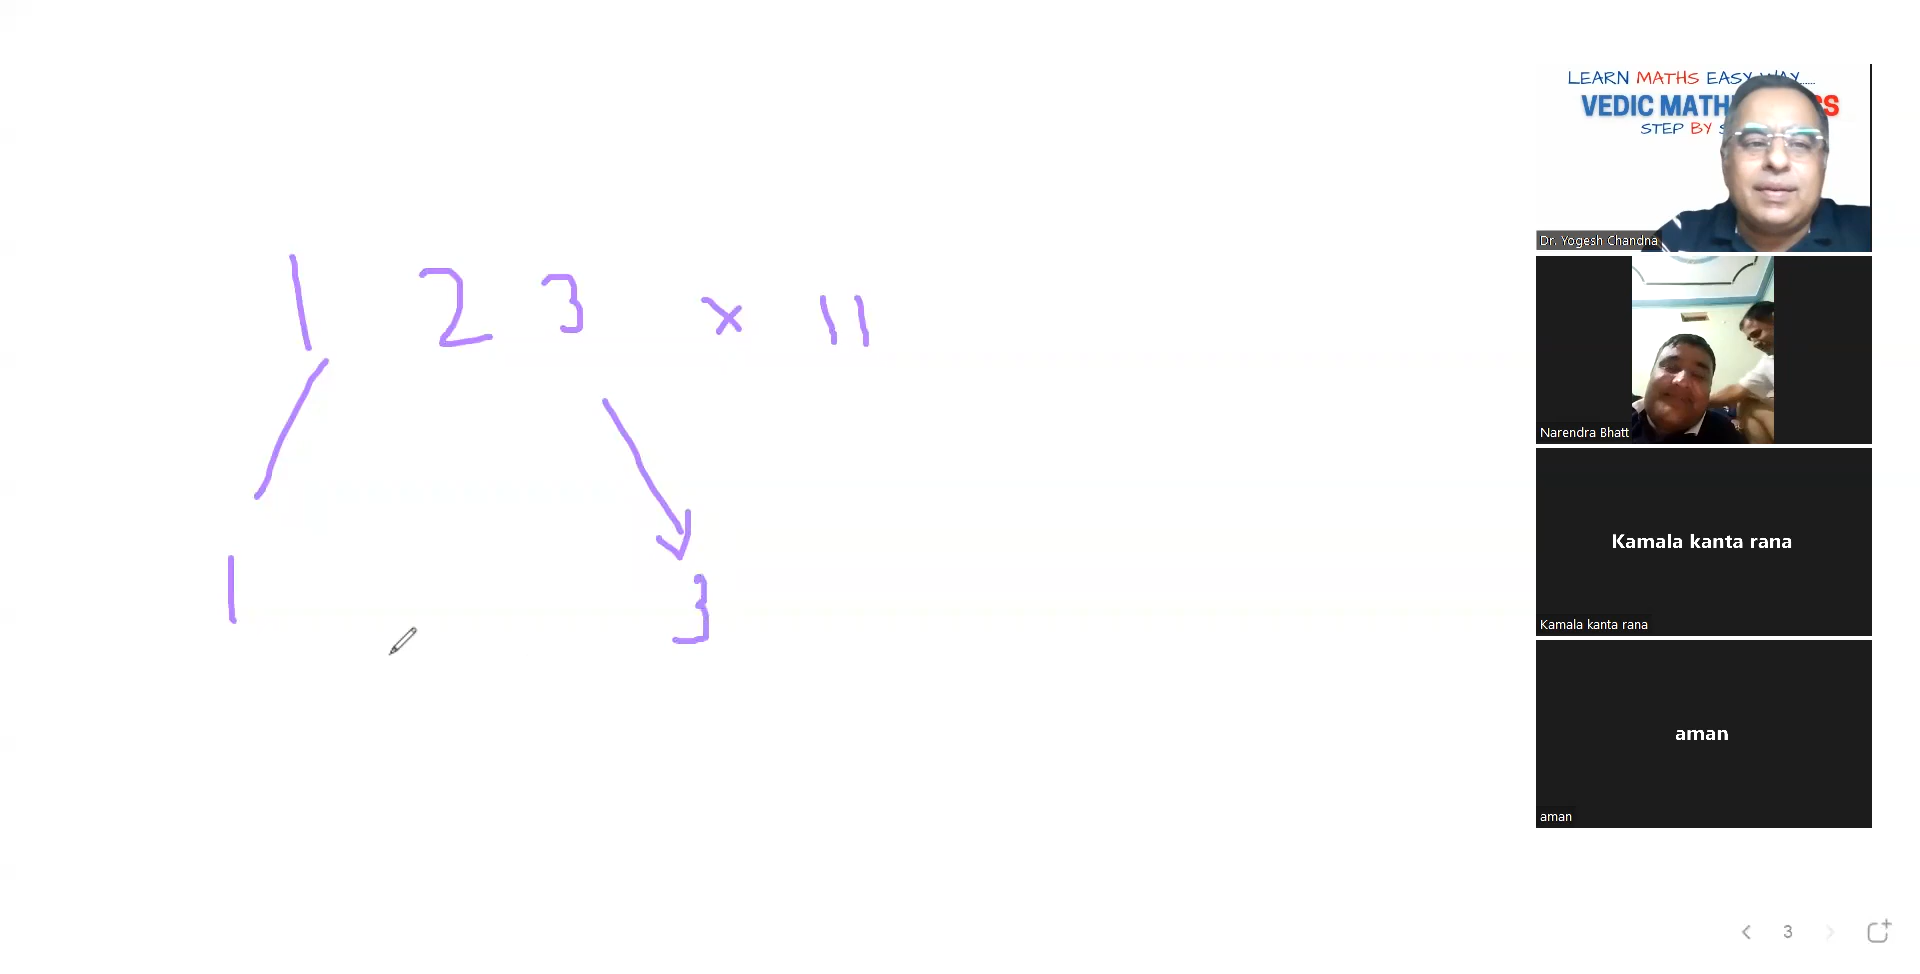 LEARN MATHS EASY WAY.....
VEDIC MATH
STEP BY
Dr. Yogesh Chandna
1 2 3 × 11
1 3
Narendra Bhatt
Kamala kanta rana
Kamala kanta rana
aman
aman
3